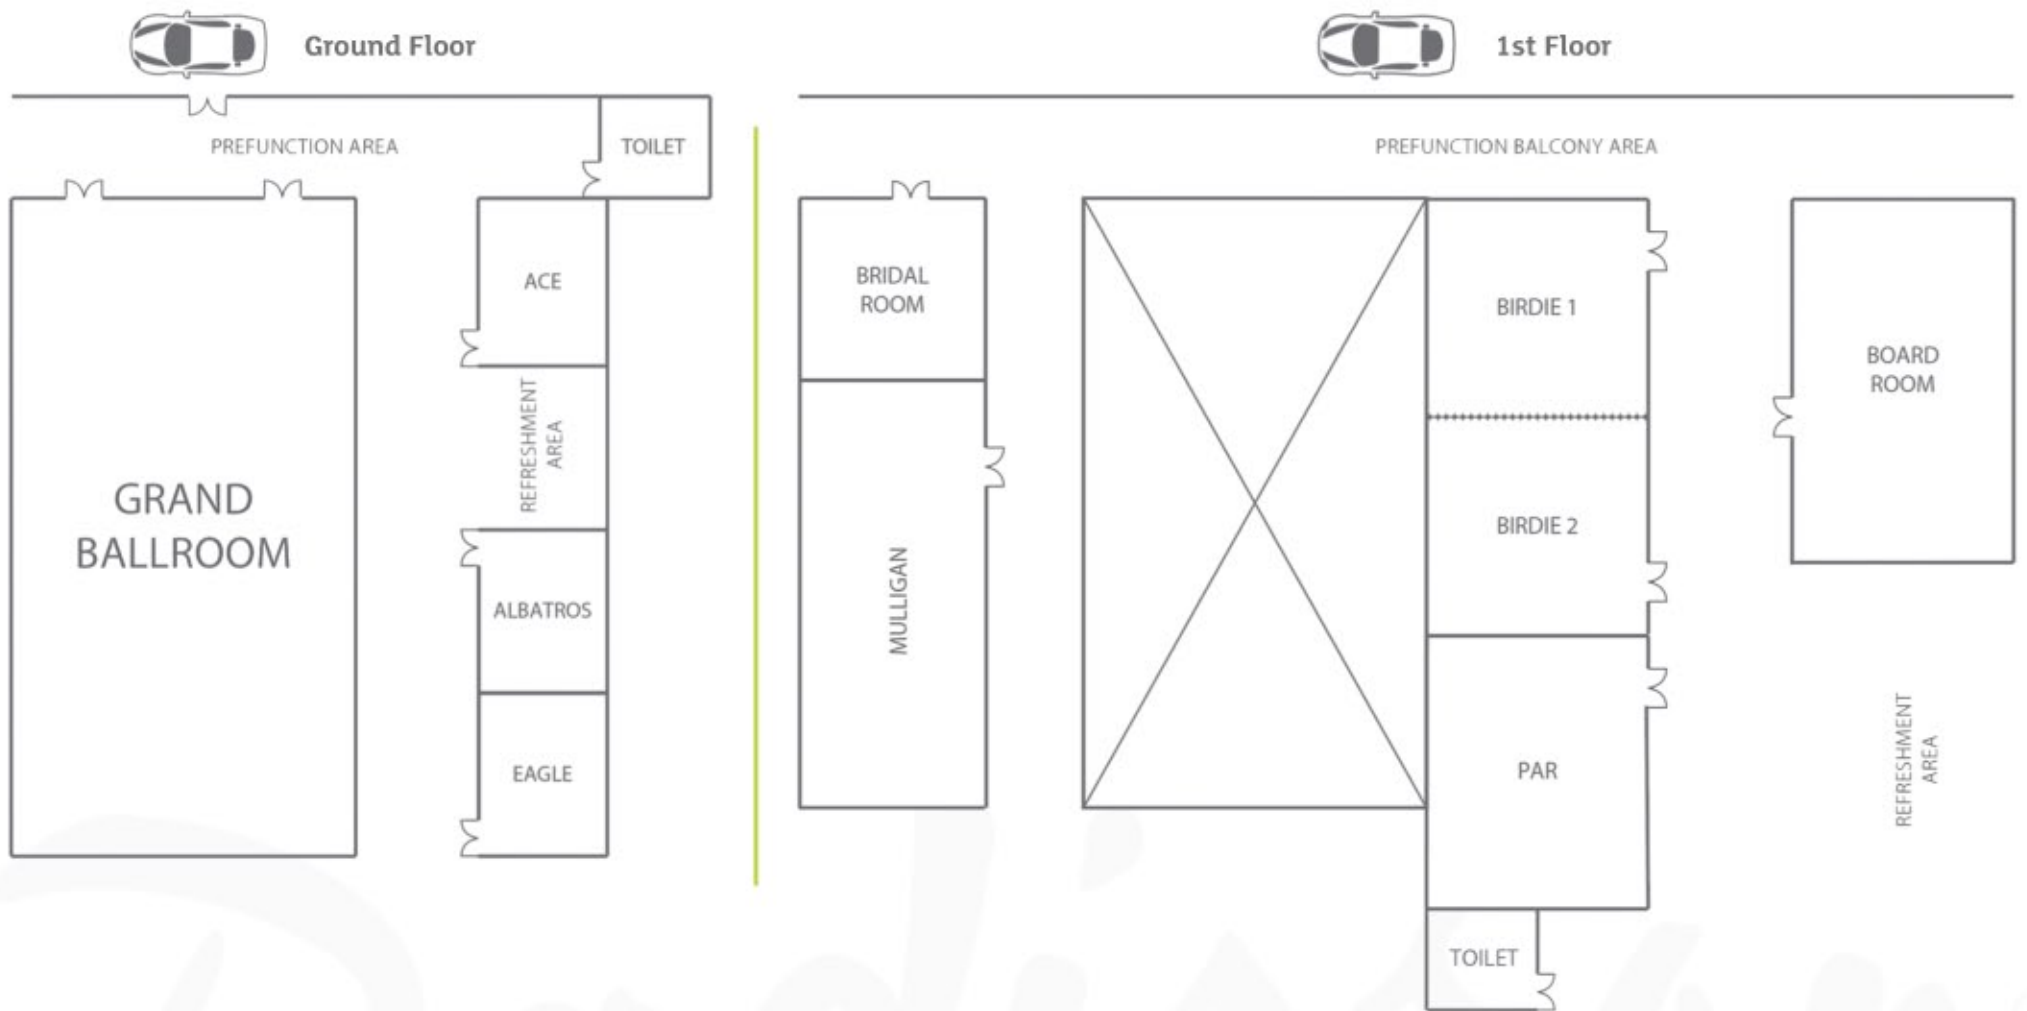 Ground Floor
PREFUNCTION AREA
TOILET
GRAND
BALLROOM
ACE
REFRESHMENT
AREA
ALBATROS
EAGLE
1st Floor
PREFUNCTION BALCONY AREA
BRIDAL
ROOM
MULLIGAN
BIRDIE 1
BIRDIE 2
PAR
TOILET
BOARD
ROOM
REFRESHMENT
AREA